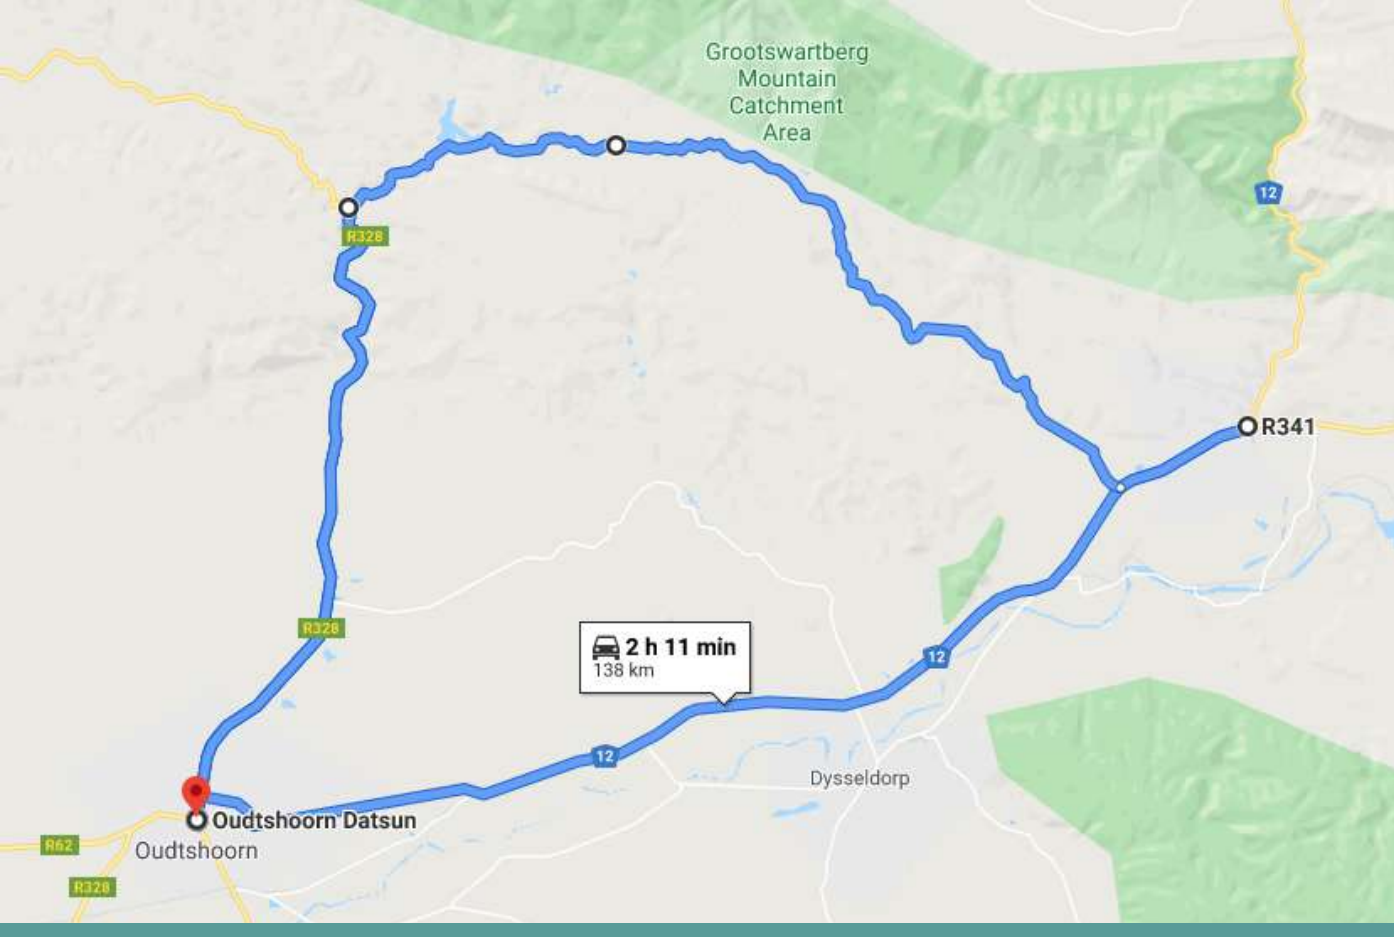 Grootswartberg
Mountain
Catchment
Area
12
R328
R341
R328
2 h 11 min
138 km
12
12
Dysseldorp
Oudtshoorn Datsun
R62
Oudtshoorn
R328